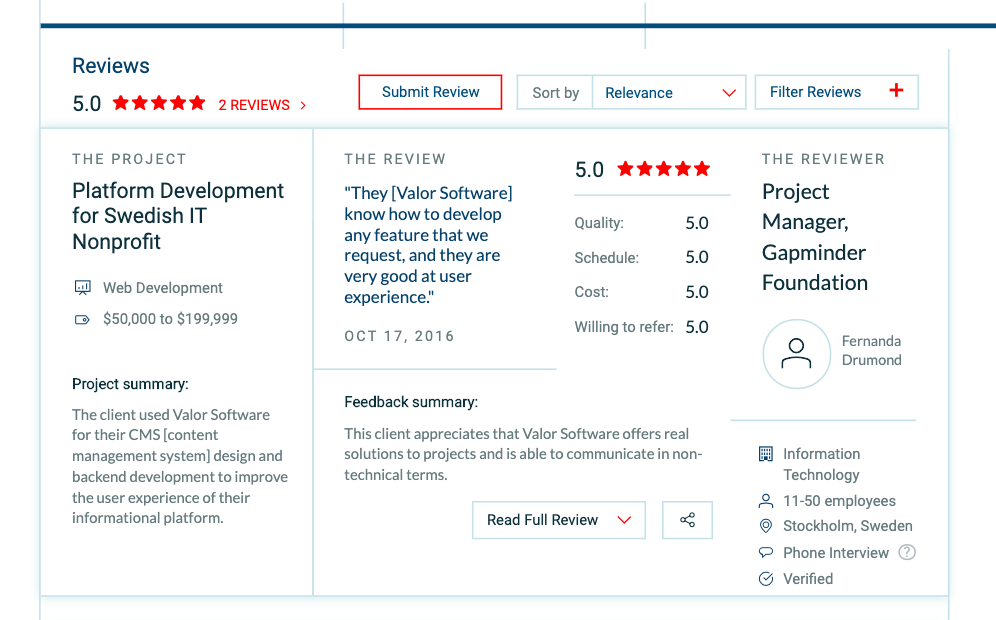 Reviews
5.0 2 REVIEWS
Submit Review
Sort by Relevance
Filter Reviews
THE PROJECT
Platform Development
for Swedish IT
Nonprofit
Web Development
$50,000 to $199,999
Project summary:
The client used Valor Software
for their CMS [content
management system] design and
backend development to improve
the user experience of their
informational platform.
THE REVIEW
"They [Valor Software]
know how to develop
any feature that we
request, and they are
very good at user
experience."
OCT 17, 2016
5.0
Quality: 5.0
Schedule: 5.0
Cost: 5.0
Willing to refer: 5.0
Feedback summary:
This client appreciates that Valor Software offers real
solutions to projects and is able to communicate in non-
technical terms.
Read Full Review
THE REVIEWER
Project
Manager,
Gapminder
Foundation
Fernanda
Drumond
Information
Technology
11-50 employees
Stockholm, Sweden
Phone Interview ?
Verified